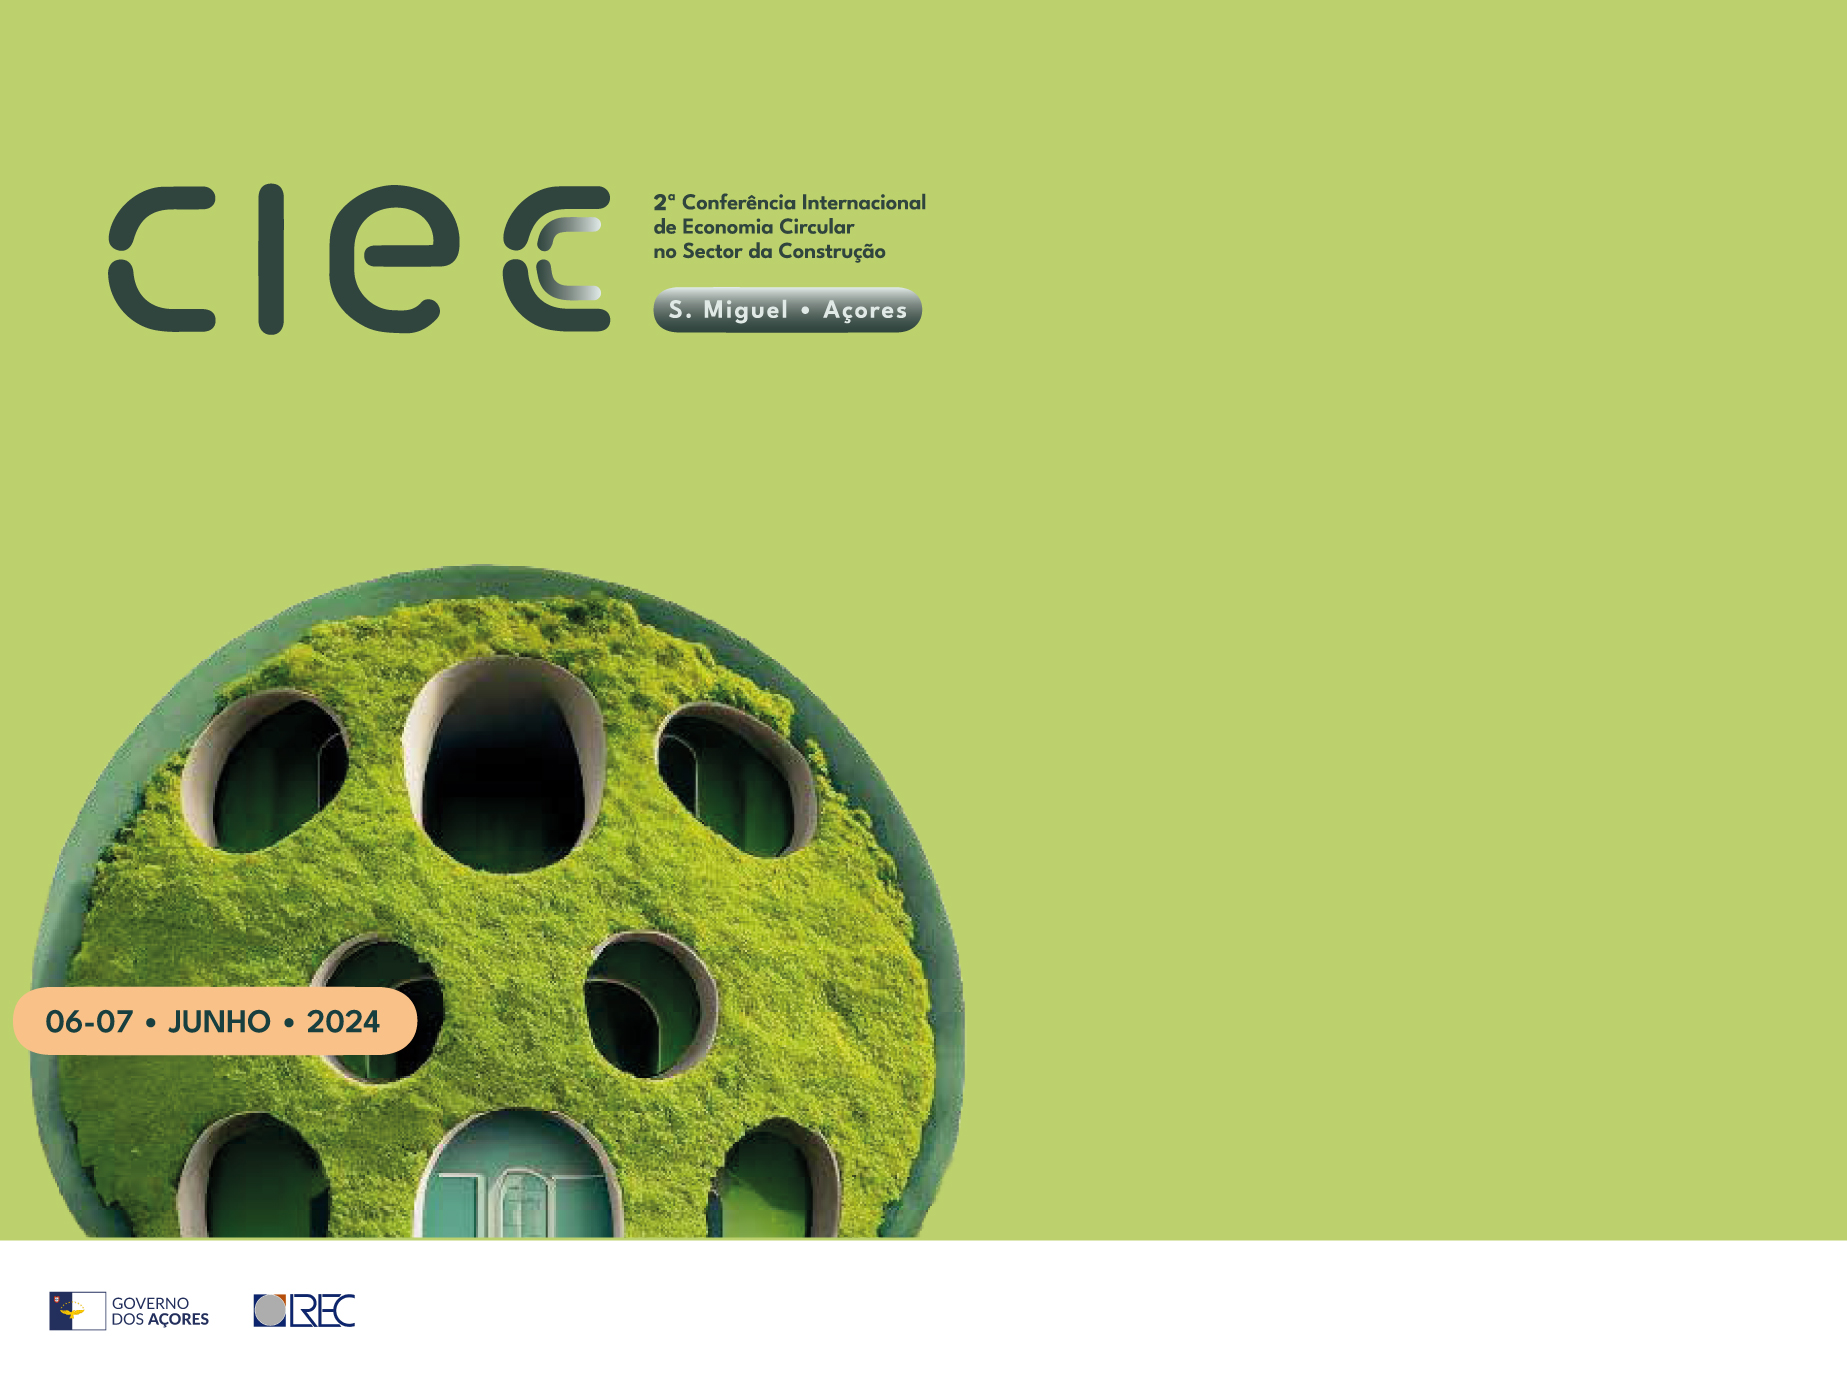 ciec
2ª Conferência Internacional
de Economia Circular
no Sector da Construção
S. Miguel • Açores
06-07 • JUNHO • 2024
GOVERNO
DOS AÇORES
LREC